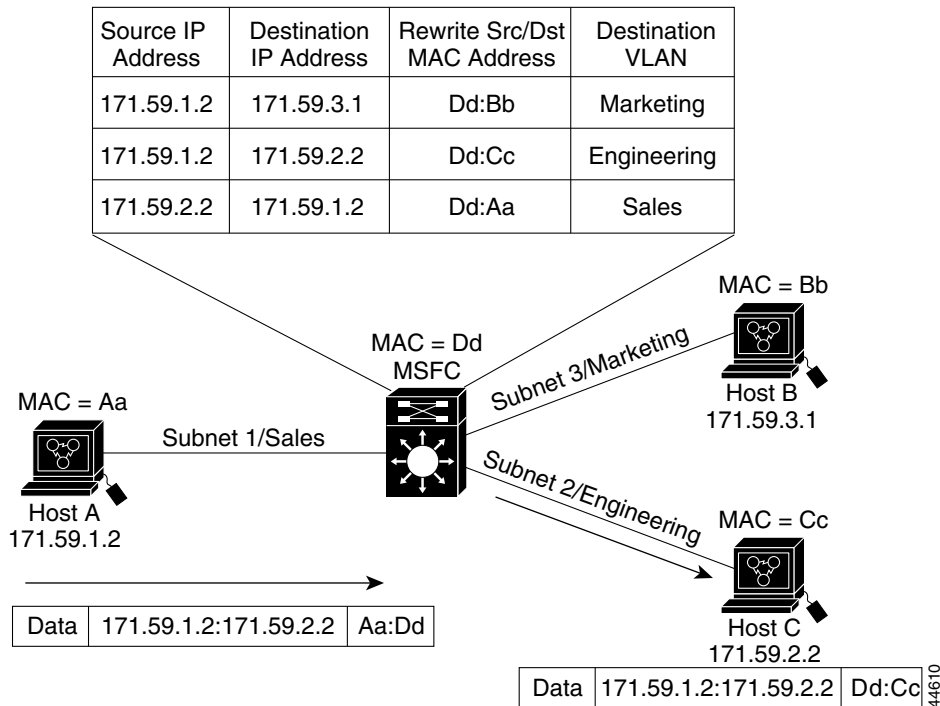 Source IP Address
Destination IP Address
Rewrite Src/Dst MAC Address
Destination VLAN
171.59.1.2
171.59.3.1
Dd:Bb
Marketing
171.59.1.2
171.59.2.2
Dd:Cc
Engineering
171.59.2.2
171.59.1.2
Dd:Aa
Sales
MAC = Bb
MAC = Dd
MSFC
Subnet 3/Marketing
Host B
171.59.3.1
MAC = Aa
Subnet 1/Sales
Host A
171.59.1.2
Subnet 2/Engineering
MAC = Cc
Host C
171.59.2.2
Data
171.59.1.2:171.59.2.2
Aa:Dd
Data
171.59.1.2:171.59.2.2
Dd:Cc
44610